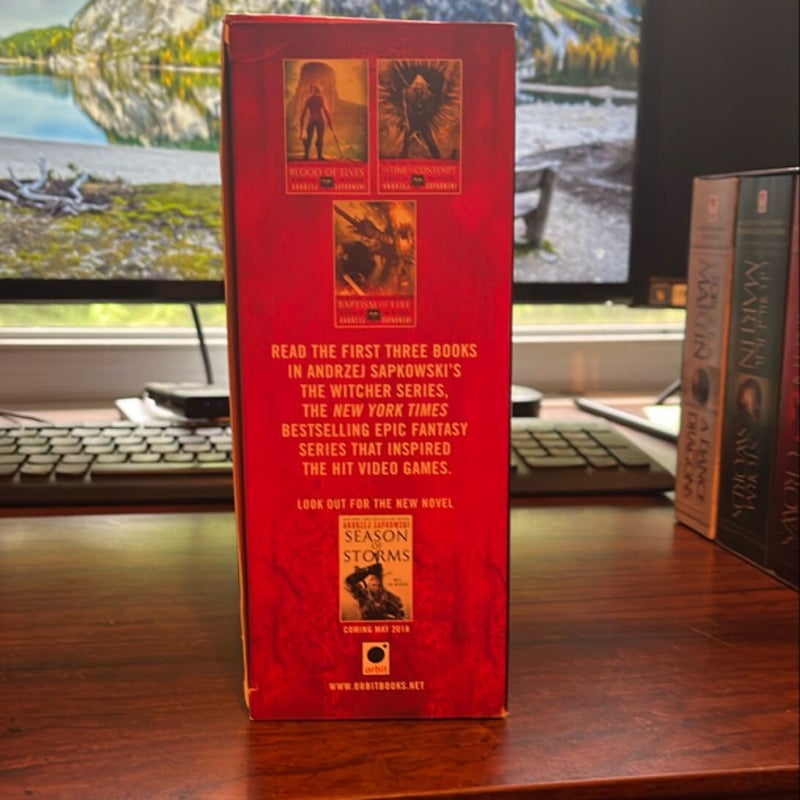 BLOOD OF ELVES
ANDRZEJ SAPKOWSKI
THE TIME OF CONTEMPT
ANDRZEJ SAPKOWSKI
BAPTISM OF FIRE
ANDRZEJ SAPKOWSKI
READ THE FIRST THREE BOOKS
IN ANDRZEJ SAPKOWSKI'S
THE WITCHER SERIES,
THE NEW YORK TIMES
BESTSELLING EPIC FANTASY
SERIES THAT INSPIRED
THE HIT VIDEO GAMES.
LOOK OUT FOR THE NEW NOVEL
ANDRZEJ SAPKOWSKI
SEASON
OF
STORMS
COMING MAY 2018
orbit
WWW.ORBITBOOKS.NET
MARTIN
A DANCE
DRAGONS
MARTIN
SWORDS
CROWS